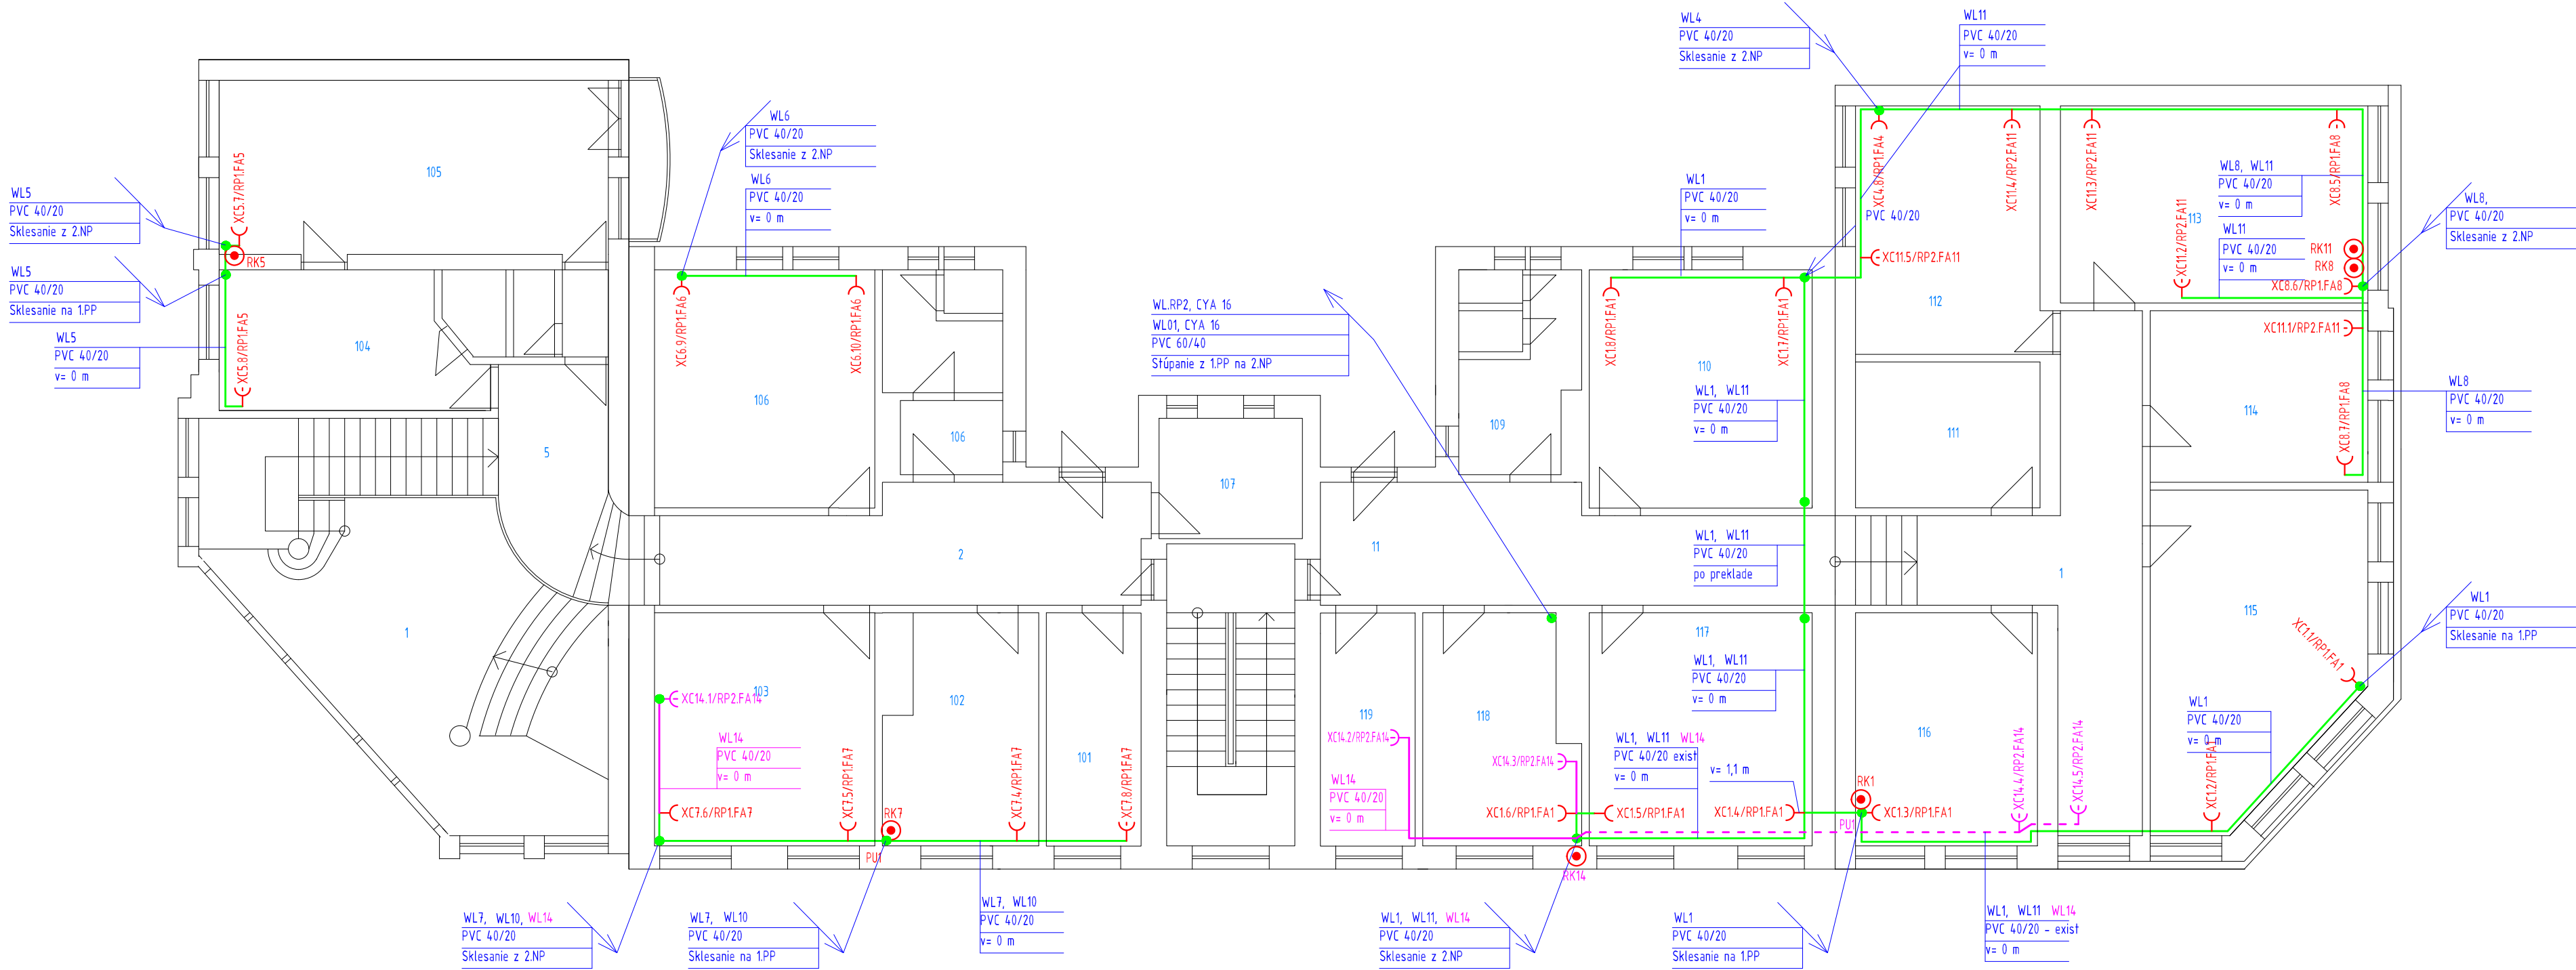 WL4
PVC 40/20
Sklesanie z 2.NP
WL11
PVC 40/20
v= 0 m
WL6
PVC 40/20
Sklesanie z 2.NP
WL6
PVC 40/20
v= 0 m
WL5
PVC 40/20
Sklesanie z 2.NP
WL5
PVC 40/20
Sklesanie na 1.PP
WL5
PVC 40/20
v= 0 m
105
XC5.7/RP1.FA5
RK5
XC5.8/RP1.FA5
104
5
1
XC6.9/RP1.FA6
XC6.10/RP1.FA6
106
106
107
2
WL.RP2, CYA 16
WL01, CYA 16
PVC 60/40
Stúpanie z 1.PP na 2.NP
WL1
PVC 40/20
v= 0 m
XC1.8/RP1.FA1
XC1.7/RP1.FA1
110
109
11
WL1, WL11
PVC 40/20
v= 0 m
WL1, WL11
PVC 40/20
po preklade
PVC 40/20
XC4.8/RP1.FA4
XC11.4/RP2.FA11
XC11.3/RP2.FA11
XC8.5/RP1.FA8
XC11.5/RP2.FA11
112
111
1
WL8, WL11
PVC 40/20
v= 0 m
113
XC11.2/RP2.FA11
WL11
PVC 40/20
v= 0 m
RK11
RK8
XC8.6/RP1.FA8
XC11.1/RP2.FA11
XC8.7/RP1.FA8
114
WL8,
PVC 40/20
Sklesanie z 2.NP
WL8
PVC 40/20
v= 0 m
WL1
PVC 40/20
Sklesanie na 1.PP
115
XC1.1/RP1.FA1
WL1
PVC 40/20
v= 0 m
XC1.2/RP1.FA1
103
XC14.1/RP2.FA14
WL14
PVC 40/20
v= 0 m
XC7.6/RP1.FA7
XC7.5/RP1.FA7
RK7
PU1
102
XC7.4/RP1.FA7
101
XC7.8/RP1.FA7
119
118
117
116
XC14.2/RP2.FA14
WL14
PVC 40/20
v= 0 m
XC14.3/RP2.FA14
XC1.6/RP1.FA1
XC1.5/RP1.FA1
WL1, WL11
PVC 40/20
v= 0 m
WL1, WL11 WL14
PVC 40/20 exist
v= 0 m
v= 1,1 m
XC1.4/RP1.FA1
RK1
XC1.3/RP1.FA1
PU1
XC14.4/RP2.FA14
XC14.5/RP2.FA14
RK14
WL7, WL10, WL14
PVC 40/20
Sklesanie z 2.NP
WL7, WL10
PVC 40/20
Sklesanie na 1.PP
WL7, WL10
PVC 40/20
v= 0 m
WL1, WL11, WL14
PVC 40/20
Sklesanie z 2.NP
WL1
PVC 40/20
Sklesanie na 1.PP
WL1, WL11 WL14
PVC 40/20 - exist
v= 0 m